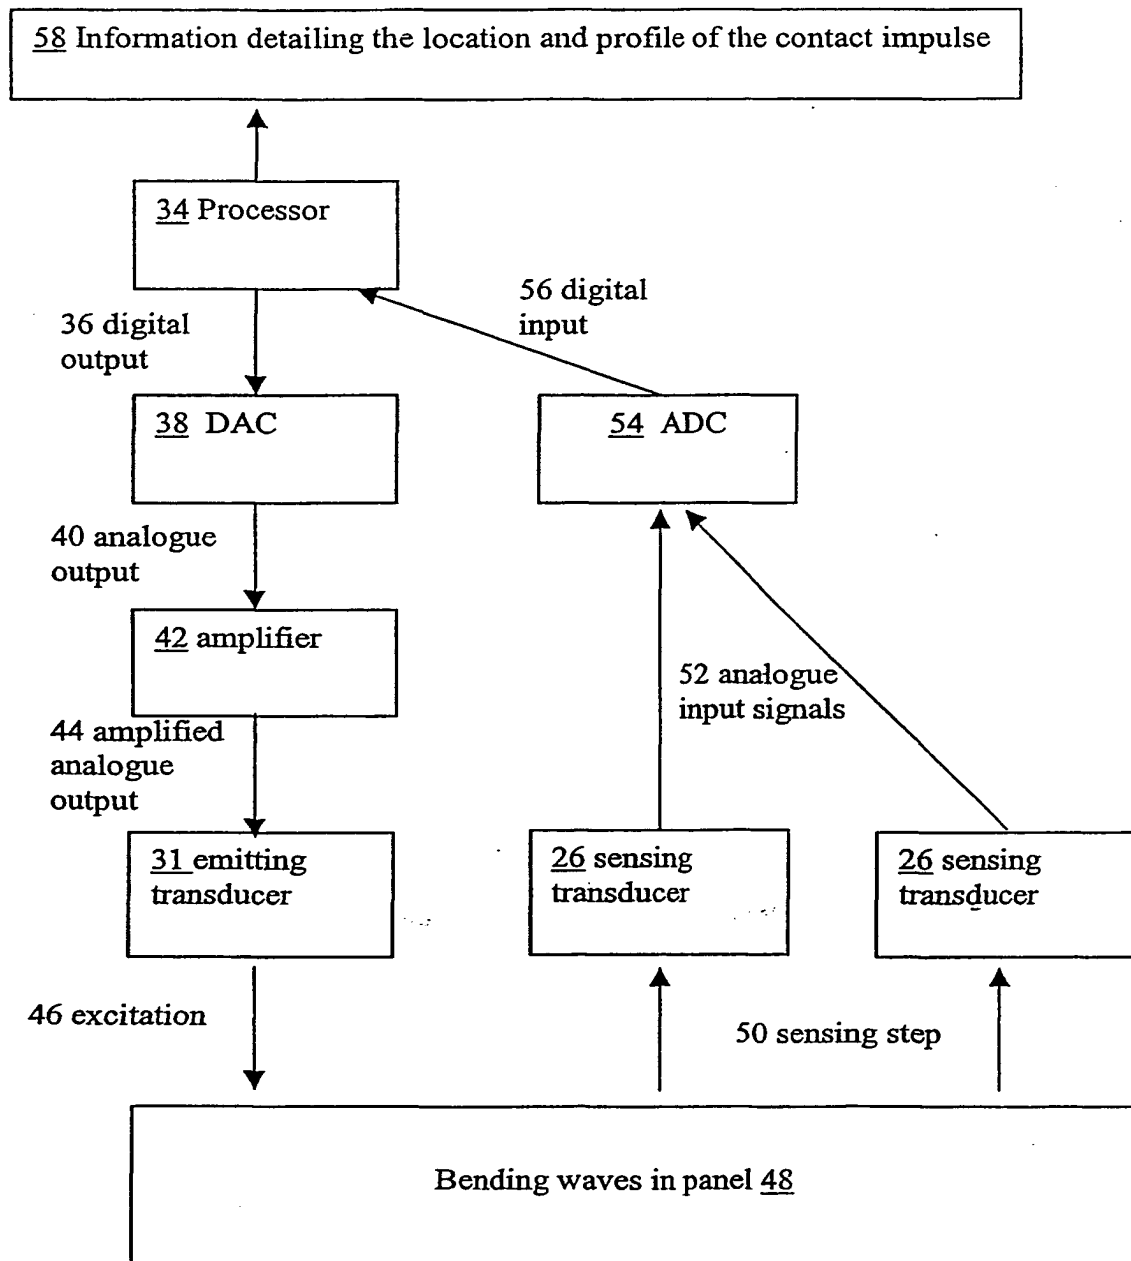 58 Information detailing the location and profile of the contact impulse
34 Processor
56 digital
input
36 digital
output
38 DAC
54 ADC
40 analogue
output
42 amplifier
52 analogue
input signals
44 amplified
analogue
output
31 emitting
transducer
26 sensing
transducer
26 sensing
transducer
46 excitation
50 sensing step
Bending waves in panel 48